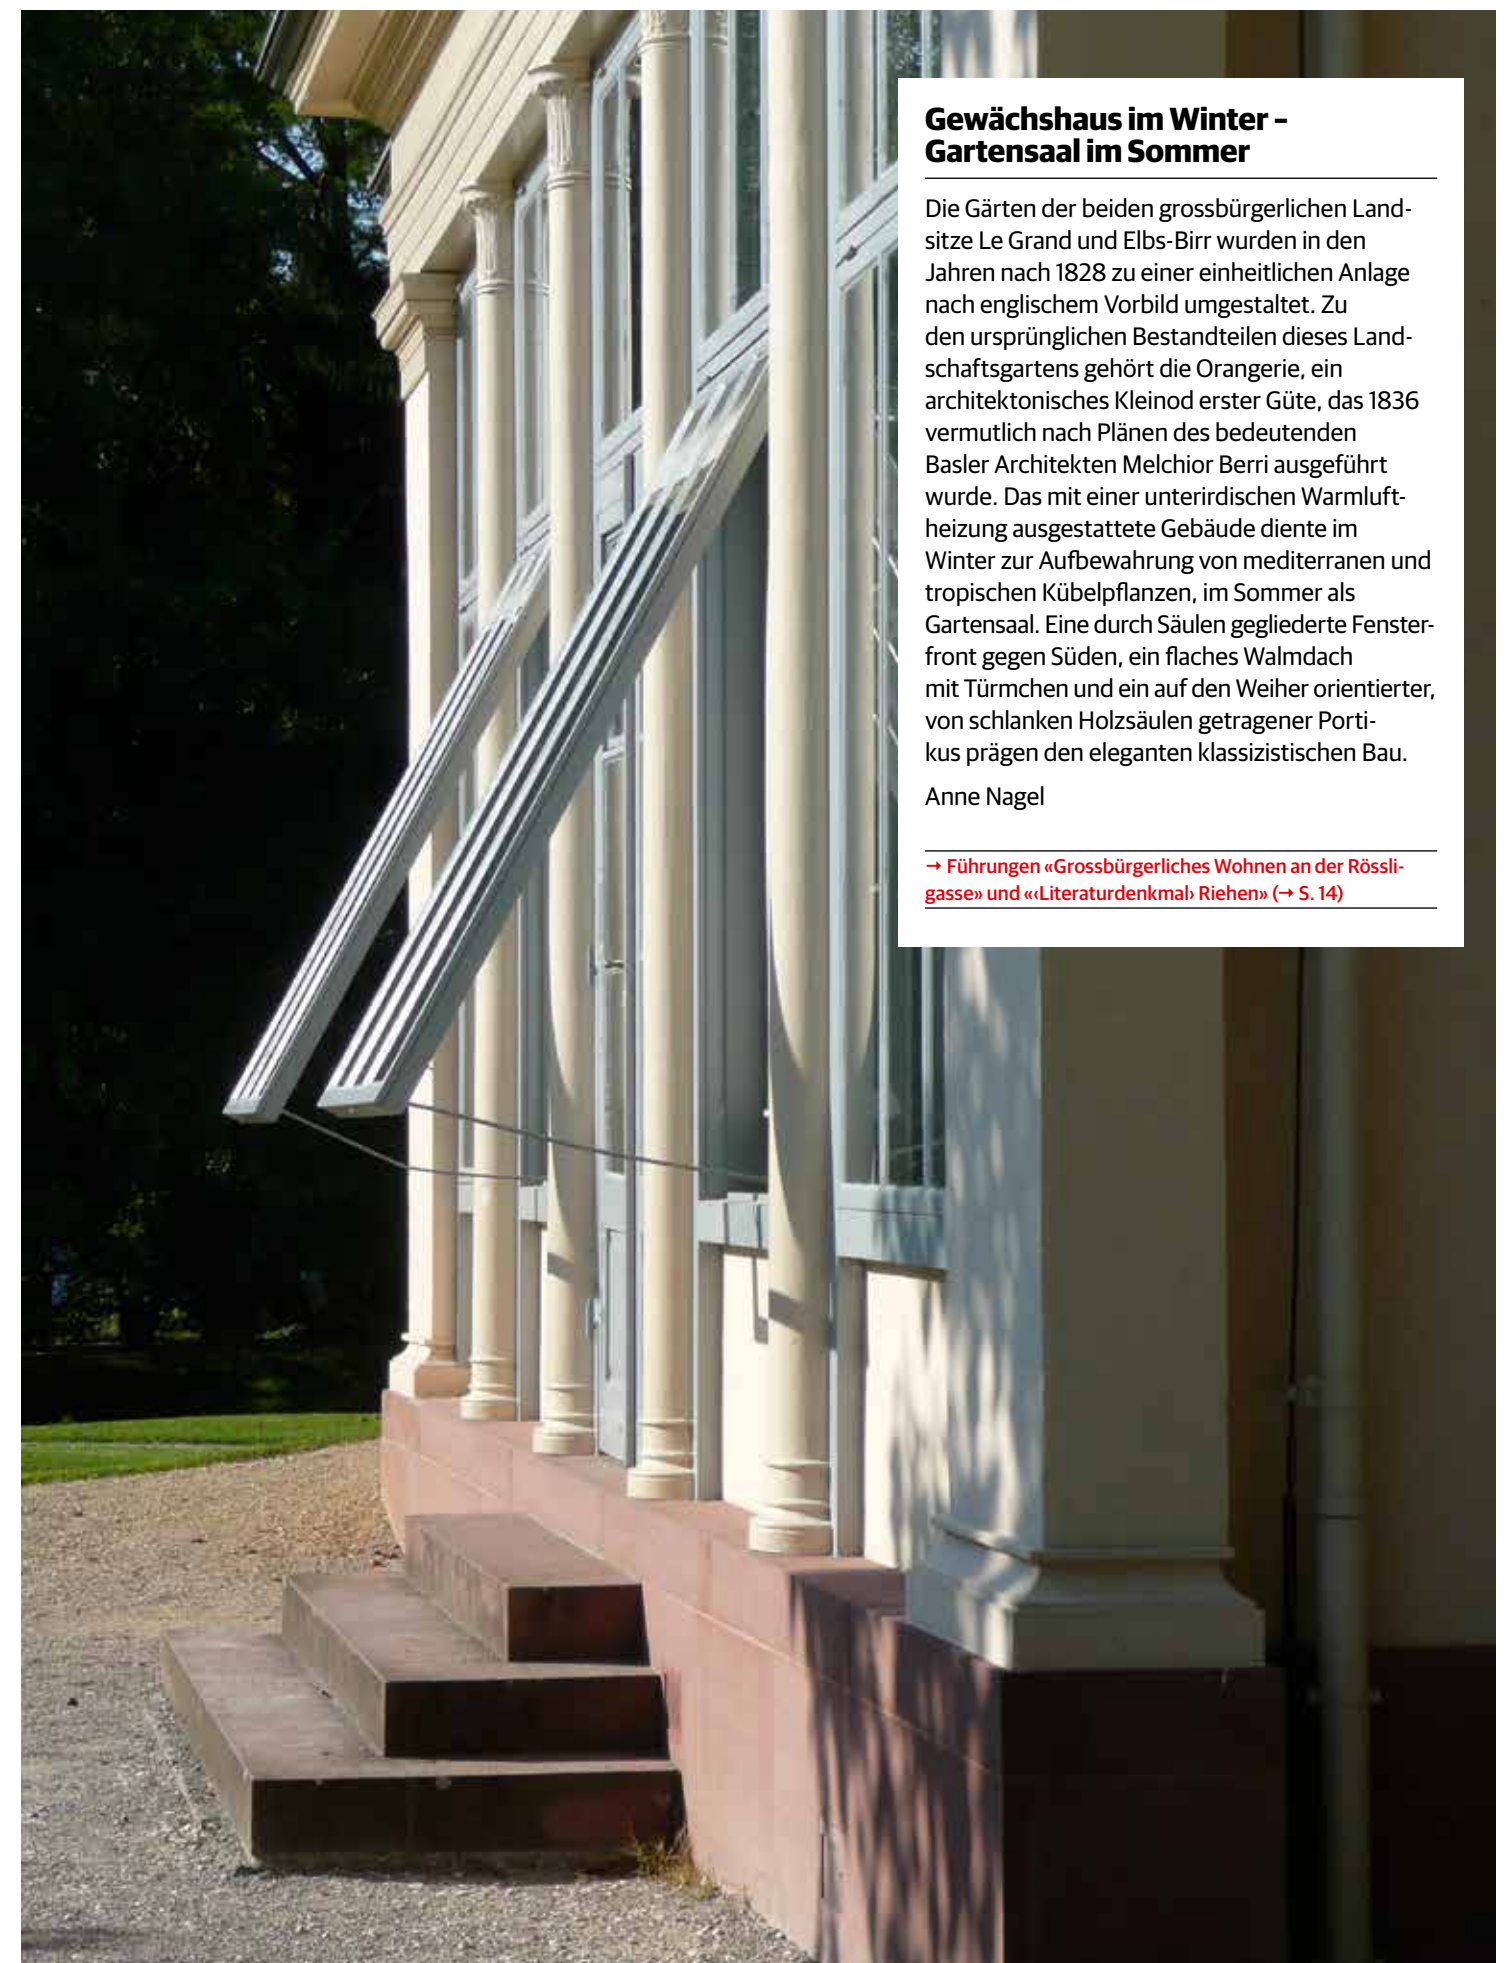 Gewächshaus im Winter –
Gartensaal im Sommer
Die Gärten der beiden grossbürgerlichen Land-
sitze Le Grand und Elbs-Birr wurden in den
Jahren nach 1828 zu einer einheitlichen Anlage
nach englischem Vorbild umgestaltet. Zu
den ursprünglichen Bestandteilen dieses Land-
schaftsgartens gehört die Orangerie, ein
architektonisches Kleinod erster Güte, das 1836
vermutlich nach Plänen des bedeutenden
Basler Architekten Melchior Berri ausgeführt
wurde. Das mit einer unterirdischen Warmluft-
heizung ausgestattete Gebäude diente im
Winter zur Aufbewahrung von mediterranen und
tropischen Kübelpflanzen, im Sommer als
Gartensaal. Eine durch Säulen gegliederte Fenster-
front gegen Süden, ein flaches Walmdach
mit Türmchen und ein auf den Weiher orientierter,
von schlanken Holzsäulen getragener Porti-
kus prägen den eleganten klassizistischen Bau.
Anne Nagel
→ Führungen «Grossbürgerliches Wohnen an der Rössli-
gasse» und «‹Literaturdenkmal› Riehen» (→ S. 14)